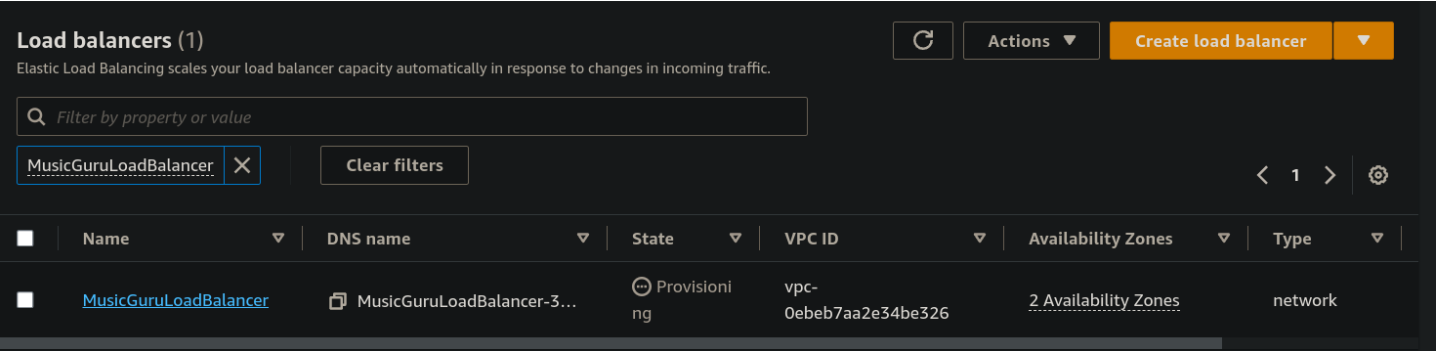 Load balancers (1)
Actions
Create load balancer
Elastic Load Balancing scales your load balancer capacity automatically in response to changes in incoming traffic.
Filter by property or value
MusicGuruLoadBalancer
Clear filters
1
Name
DNS name
State
VPC ID
Availability Zones
Type
MusicGuruLoadBalancer
MusicGuruLoadBalancer-3...
Provisioni
ng
vpc-
0ebeb7aa2e34be326
2 Availability Zones
network